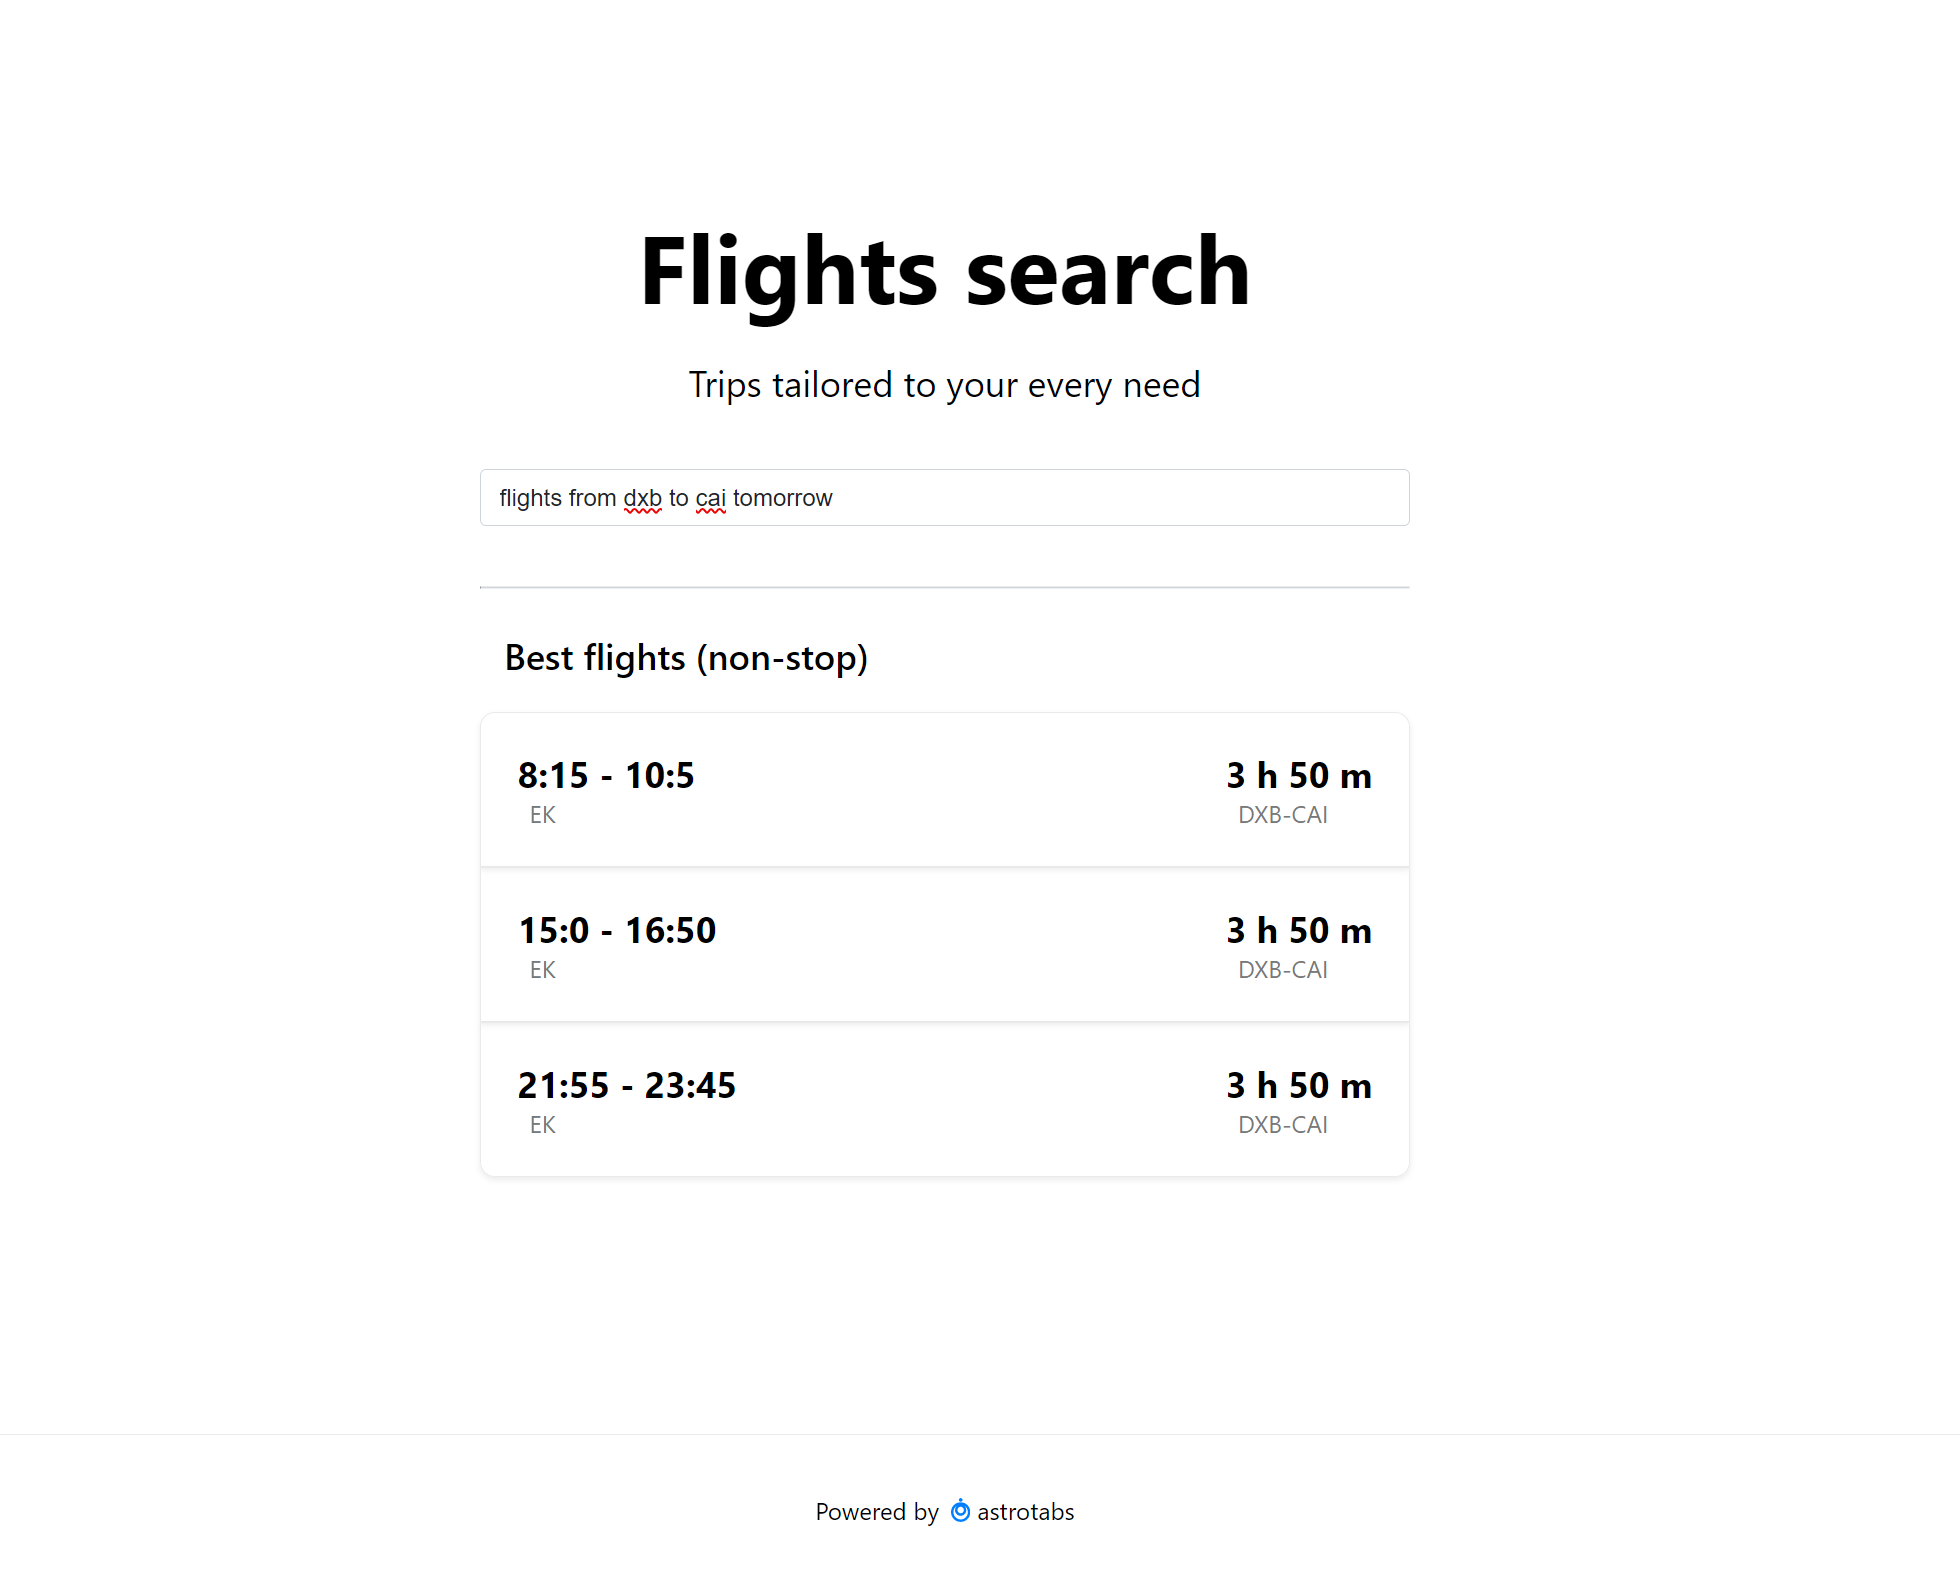 Flights search
Trips tailored to your every need
flights from dxb to cai tomorrow
Best flights (non-stop)
8:15 - 10:5
3 h 50 m
EK
DXB-CAI
15:0 - 16:50
3 h 50 m
EK
DXB-CAI
21:55 - 23:45
3 h 50 m
EK
DXB-CAI
Powered by astrotabs